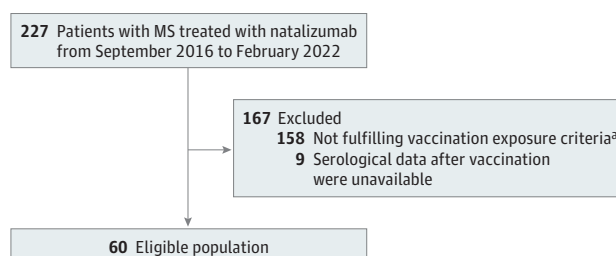 227 Patients with MS treated with natalizumab
from September 2016 to February 2022
167 Excluded
158 Not fulfilling vaccination exposure criteriaᵃ
9 Serological data after vaccination
were unavailable
60 Eligible population